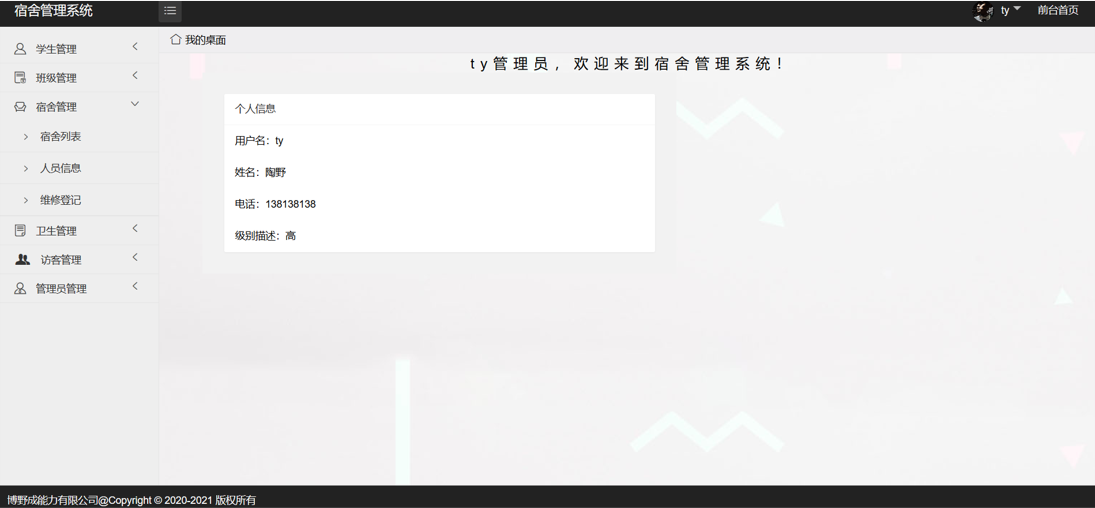 宿舍管理系统
ty
前台首页
学生管理
班级管理
宿舍管理
宿舍列表
人员信息
维修登记
卫生管理
访客管理
管理员管理
我的桌面
ty管理员，欢迎来到宿舍管理系统！
个人信息
用户名：ty
姓名：陶野
电话：138138138
级别描述：高
博野成能力有限公司@Copyright © 2020-2021 版权所有